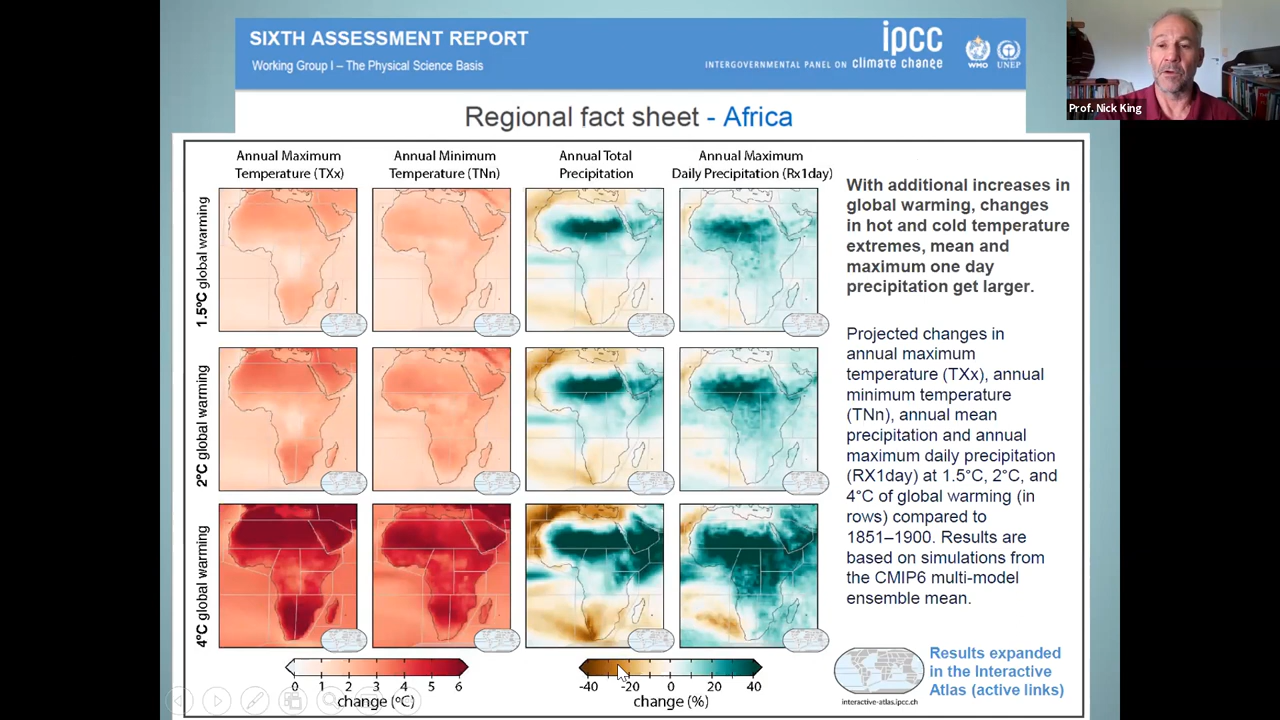 SIXTH ASSESSMENT REPORT
Working Group I – The Physical Science Basis
ipcc
INTERGOVERNMENTAL PANEL ON climate change
WMO
UNEP
Prof. Nick King
Regional fact sheet - Africa
Annual Maximum
Temperature (TXx)
Annual Minimum
Temperature (TNn)
Annual Total
Precipitation
Annual Maximum
Daily Precipitation (Rx1day)
1.5ºC global warming
2ºC global warming
4ºC global warming
With additional increases in
global warming, changes
in hot and cold temperature
extremes, mean and
maximum one day
precipitation get larger.
Projected changes in
annual maximum
temperature (TXx), annual
minimum temperature
(TNn), annual mean
precipitation and annual
maximum daily precipitation
(RX1day) at 1.5°C, 2°C, and
4°C of global warming (in
rows) compared to
1851–1900. Results are
based on simulations from
the CMIP6 multi-model
ensemble mean.
0 1 2 3 4 5 6
change (ºC)
-40 -20 0 20 40
change (%)
Results expanded
in the Interactive
Atlas (active links)
interactive-atlas.ipcc.ch